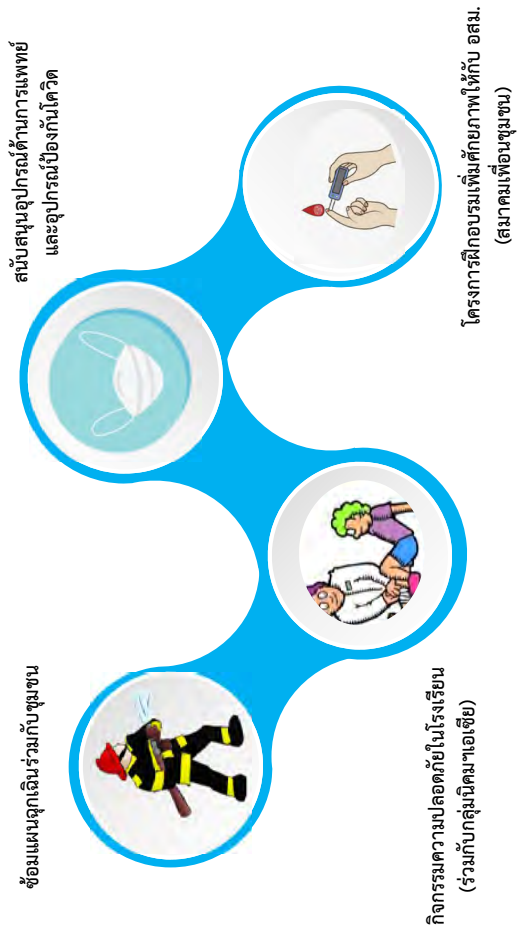 ซ้อมแผนฉุกเฉินร่วมกับชุมชน
สนับสนุนอุปกรณ์ด้านการแพทย์
และอุปกรณ์ป้องกันโควิด
กิจกรรมความปลอดภัยในโรงเรียน
(ร่วมกับกลุ่มนิคมฯเอเซีย)
โครงการฝึกอบรมเพิ่มศักยภาพให้กับ อสม.
(สมาคมเพื่อนชุมชน)